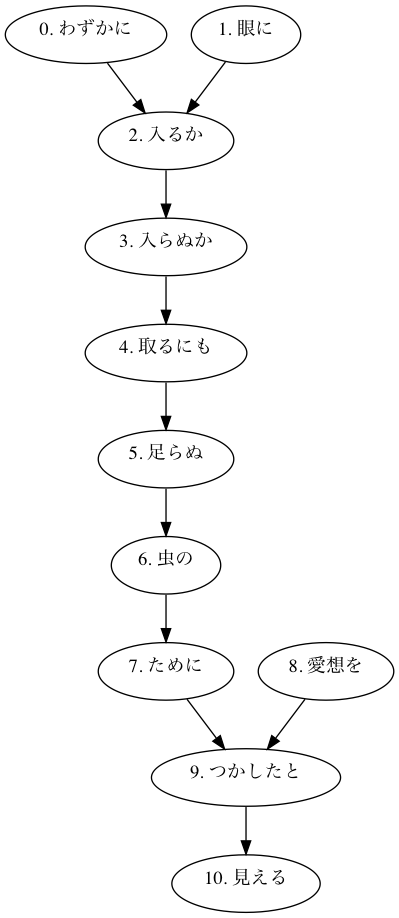 0. わずかに
1. 眼に
2. 入るか
3. 入らぬか
4. 取るにも
5. 足らぬ
6. 虫の
7. ために
8. 愛想を
9. つかしたと
10. 見える